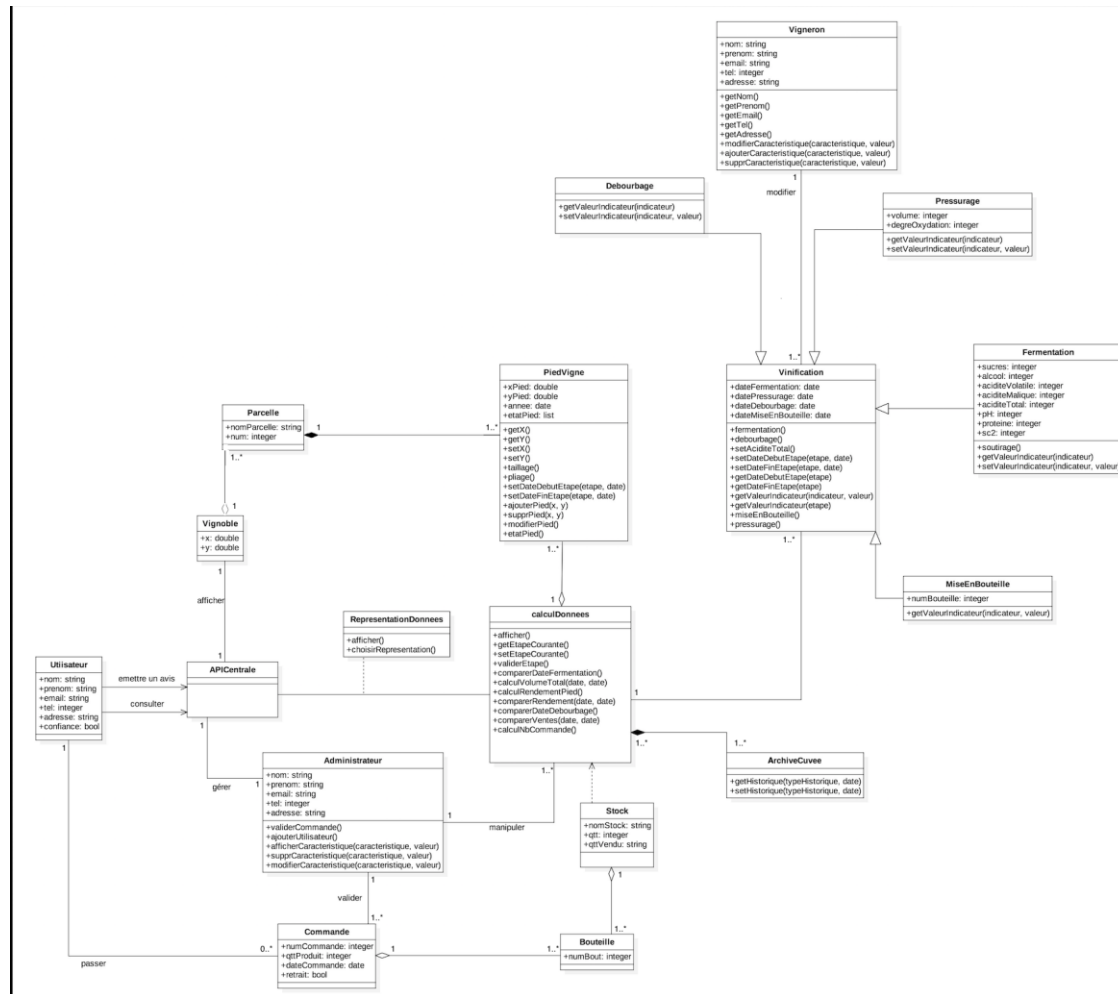 Vigneron
+nom: string
+prenom: string
+email: string
+tel: integer
+adresse: string
+getNom()
+getPrenom()
+getEmail()
+getTel()
+getAdresse()
+modifierCaracteristique(caracteristique, valeur)
+ajouterCaracteristique(caracteristique, valeur)
+supprCaracteristique(caracteristique, valeur)
1
modifier
1..*
Debourbage
+getValeurIndicateur(indicateur)
+setValeurIndicateur(indicateur, valeur)
Pressurage
+volume: integer
+degreOxydation: integer
+getValeurIndicateur(indicateur)
+setValeurIndicateur(indicateur, valeur)
Fermentation
+sucres: integer
+alcool: integer
+aciditeVolatile: integer
+aciditeMalique: integer
+aciditeTotal: integer
+pH: integer
+proteine: integer
+sc2: integer
+soutirage()
+getValeurIndicateur(indicateur)
+setValeurIndicateur(indicateur, valeur)
Vinification
+dateFermentation: date
+datePressurage: date
+dateDebourbage: date
+dateMiseEnBouteille: date
+fermentation()
+debourbage()
+setAciditeTotal()
+setDateDebutEtape(etape, date)
+setDateFinEtape(etape, date)
+getDateDebutEtape(etape)
+getDateFinEtape(etape)
+getValeurIndicateur(indicateur, valeur)
+getValeurIndicateur(etape)
+miseEnBouteille()
+pressurage()
1..*
PiedVigne
+xPied: double
+yPied: double
+annee: date
+etatPied: list
+getX()
+getY()
+setX()
+setY()
+taillage()
+pliage()
+setDateDebutEtape(etape, date)
+setDateFinEtape(etape, date)
+ajouterPied(x, y)
+supprPied(x, y)
+modifierPied()
+etatPied()
1..*
1..*
1
Parcelle
+nomParcelle: string
+num: integer
1
1..*
1
Vignoble
+x: double
+y: double
1
afficher
1
MiseEnBouteille
+numBouteille: integer
+getValeurIndicateur(indicateur, valeur)
RepresentationDonnees
+afficher()
+choisirRepresentation()
calculDonnees
+afficher()
+getEtapeCourante()
+setEtapeCourante()
+validerEtape()
+comparerDateFermentation()
+calculVolumeTotal(date, date)
+calculRendementPied()
+comparerRendement(date, date)
+comparerDateDebourbage()
+comparerVentes(date, date)
+calculNbCommande()
1
1..*
1..*
1..*
Utiisateur
+nom: string
+prenom: string
+email: string
+tel: integer
+adresse: string
+confiance: bool
emettre un avis
consulter
1
APICentrale
1
gérer
1
Administrateur
+nom: string
+prenom: string
+email: string
+tel: integer
+adresse: string
+validerCommande()
+ajouterUtilisateur()
+afficherCaracteristique(caracteristique, valeur)
+supprCaracteristique(caracteristique, valeur)
+modifierCaracteristique(caracteristique, valeur)
1
manipuler
1
valider
1..*
ArchiveCuvee
+getHistorique(typeHistorique, date)
+setHistorique(typeHistorique, date)
Stock
+nomStock: string
+qtt: integer
+qttVendu: string
1
1..*
Commande
+numCommande: integer
+qttProduit: integer
+dateCommande: date
+retrait: bool
0..*
passer
1
1..*
Bouteille
+numBout: integer